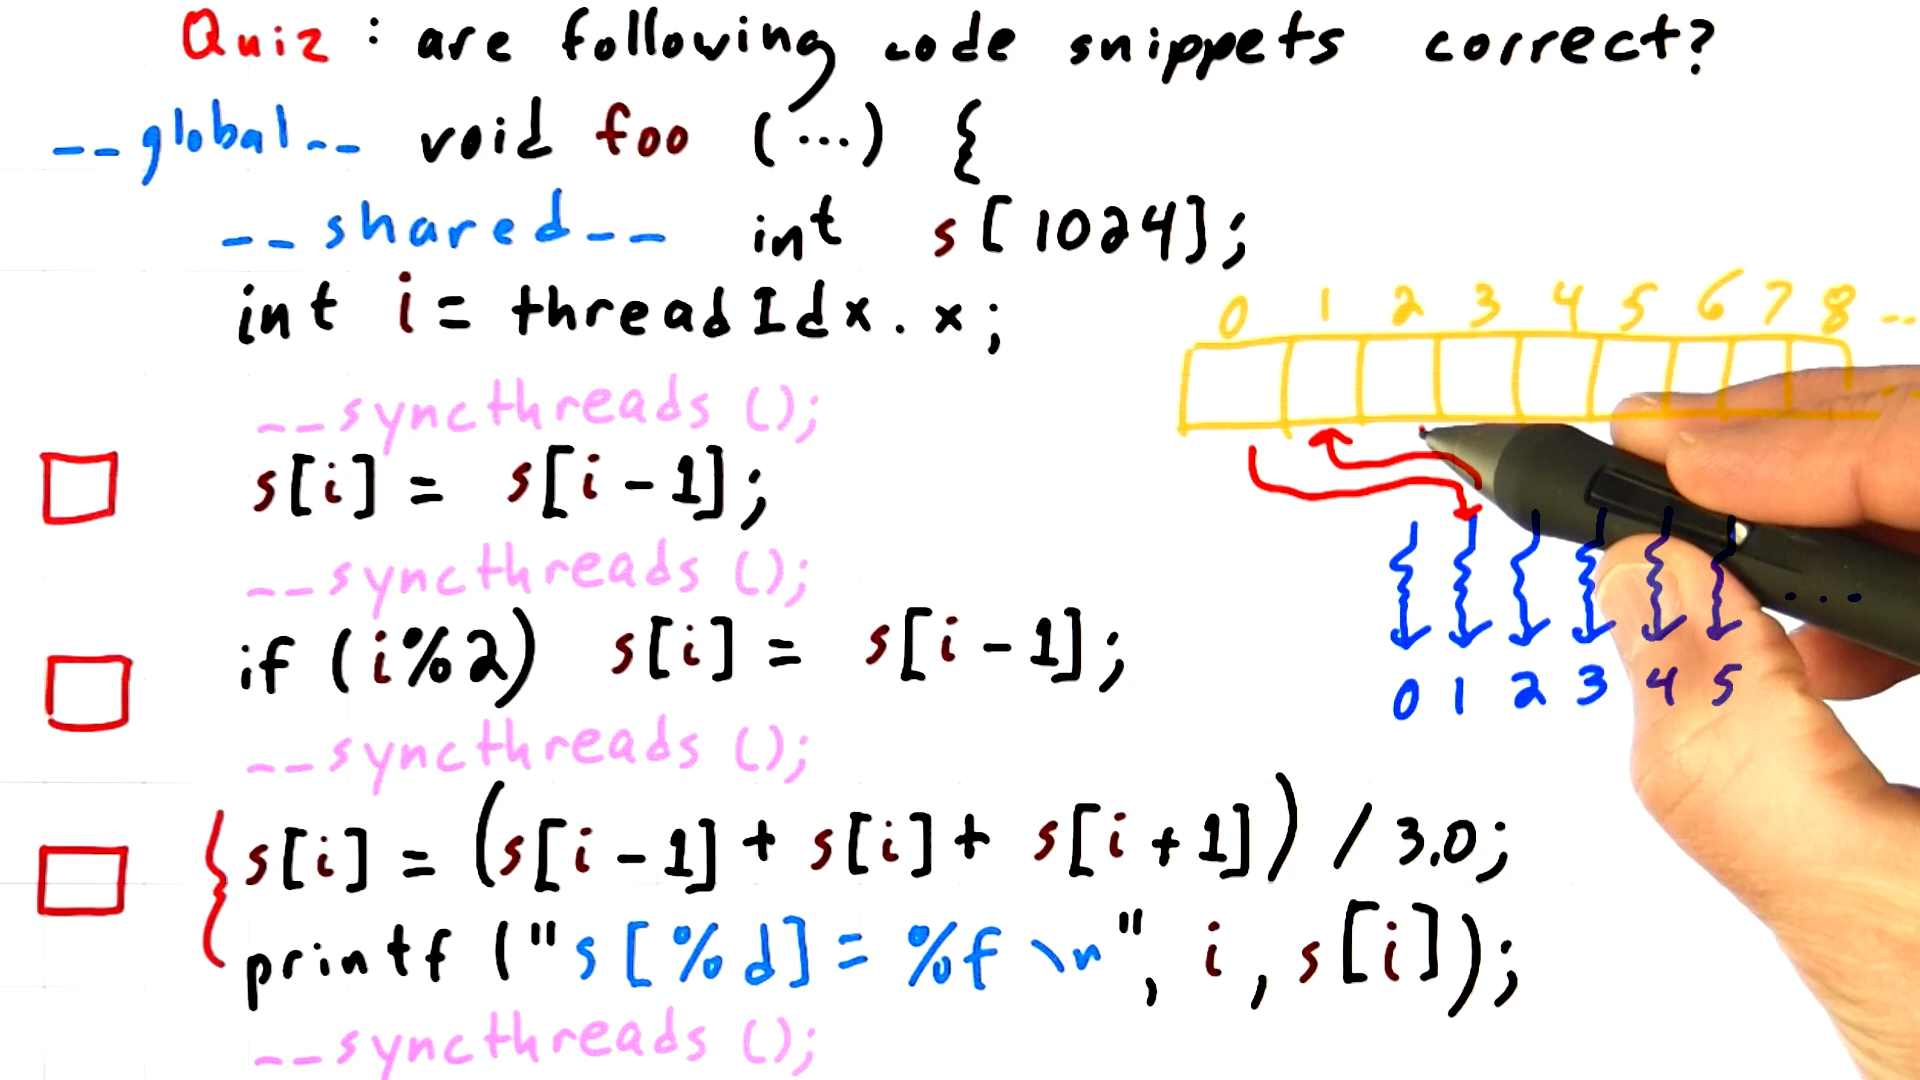 Quiz : are following code snippets correct?
__global__ void foo (...) {
__shared__ int s[1024];
int i = threadIdx.x;
0 1 2 3 4 5 6 7 8 ...
__syncthreads();
s[i] = s[i-1];
__syncthreads();
if (i%2) s[i] = s[i-1];
0 1 2 3 4 5 ...
__syncthreads();
s[i] = (s[i-1] + s[i] + s[i+1]) / 3.0;
printf ("s[%d] = %f \n", i, s[i]);
__syncthreads();